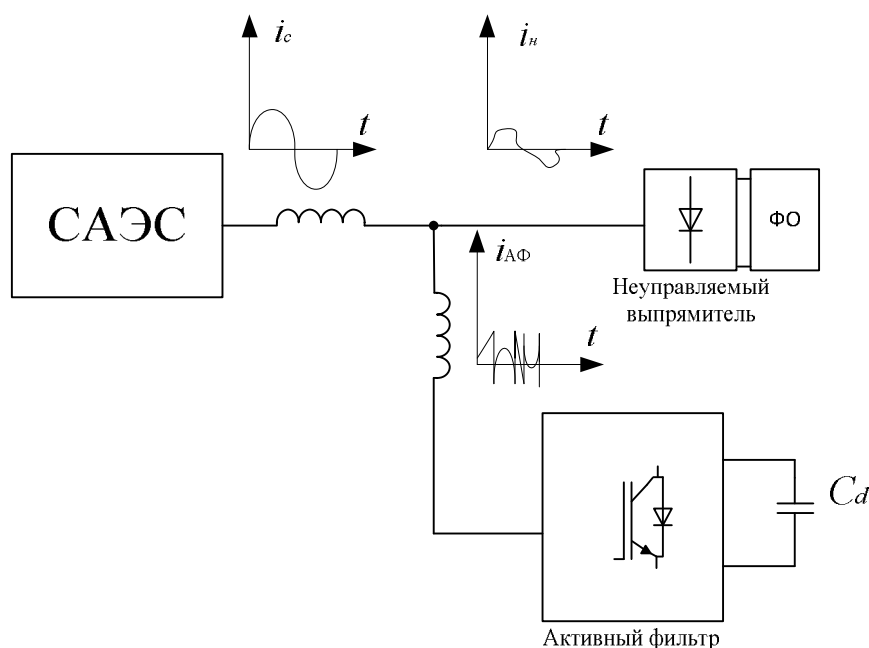 iс
iн
t
t
САЭС
ФО
iАФ
Неуправляемый
выпрямитель
t
Cd
Активный фильтр